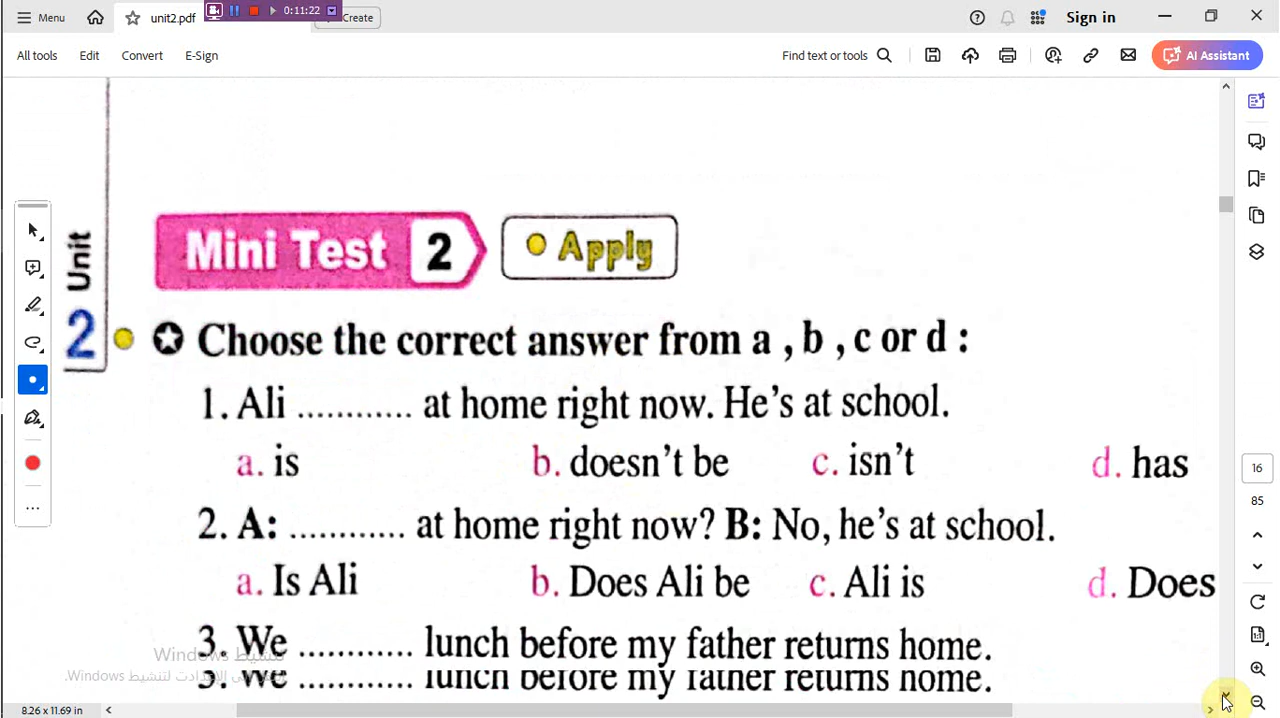 Menu unit2.pdf 0:11:22 Create Sign in
All tools Edit Convert E-Sign Find text or tools AI Assistant
Unit 2
Mini Test 2 Apply
Choose the correct answer from a , b , c or d :
1. Ali ............ at home right now. He's at school.
a. is b. doesn't be c. isn't d. has
2. A: ............ at home right now? B: No, he's at school.
a. Is Ali b. Does Ali be c. Ali is d. Does
3. We ............ lunch before my father returns home.
3. We ............ lunch before my father returns home.
تنشيط Windows
الإعدادات لتنشيط Windows.
16
85
8.26 x 11.69 in